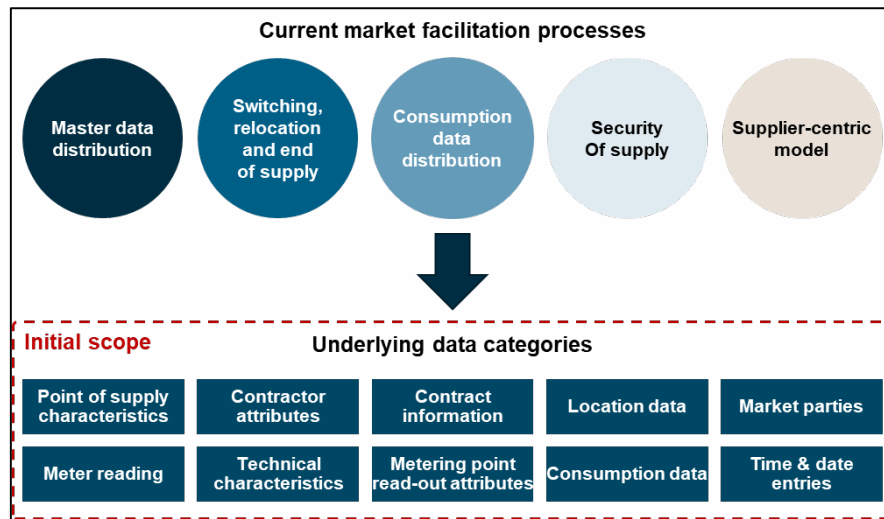 Current market facilitation processes
Master data
distribution
Switching,
relocation
and end
of supply
Consumption
data
distribution
Security
Of supply
Supplier-centric
model
Initial scope
Underlying data categories
Point of supply
characteristics
Contractor
attributes
Contract
information
Location data
Market parties
Meter reading
Technical
characteristics
Metering point
read-out attributes
Consumption data
Time & date
entries